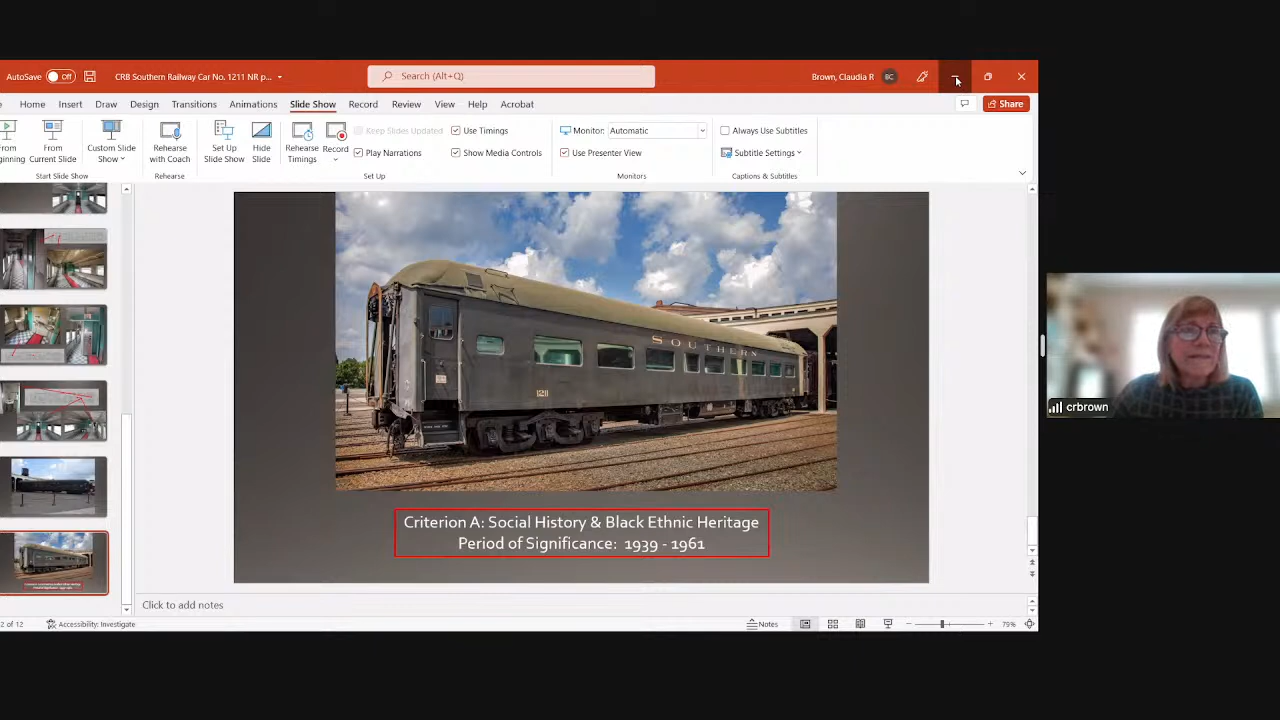 AutoSave Off CRB Southern Railway Car No. 1211 NR p... Search (Alt+Q) Brown, Claudia R BC
Home Insert Draw Design Transitions Animations Slide Show Record Review View Help Acrobat Share
From Beginning
From Current Slide
Custom Slide Show
Start Slide Show
Rehearse with Coach
Rehearse
Set Up Slide Show
Hide Slide
Rehearse Timings
Record
Keep Slides Updated
Play Narrations
Use Timings
Show Media Controls
Set Up
Monitor: Automatic
Use Presenter View
Monitors
Always Use Subtitles
Subtitle Settings
Captions & Subtitles
SOUTHERN
1211
Criterion A: Social History & Black Ethnic Heritage
Period of Significance: 1939 - 1961
crbrown
Click to add notes
2 of 12 Accessibility: Investigate Notes 79%